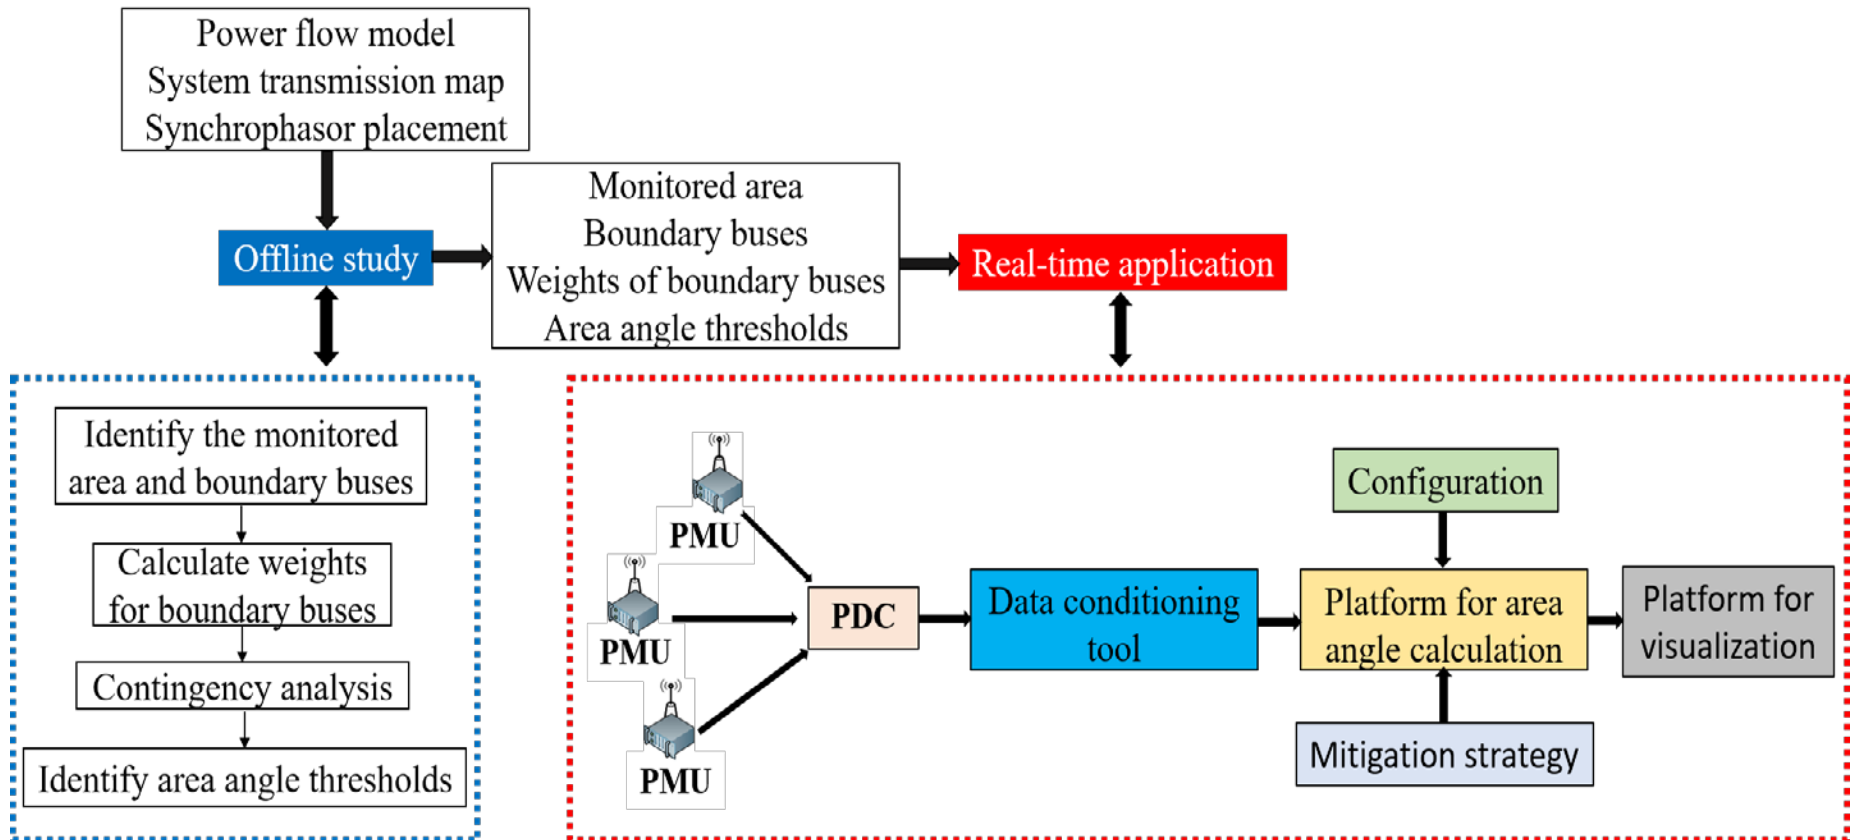 Power flow model
System transmission map
Synchrophasor placement
Offline study
Monitored area
Boundary buses
Weights of boundary buses
Area angle thresholds
Real-time application
Identify the monitored
area and boundary buses
Calculate weights
for boundary buses
Contingency analysis
Identify area angle thresholds
PMU
PMU
PMU
PDC
Data conditioning
tool
Configuration
Platform for area
angle calculation
Mitigation strategy
Platform for
visualization